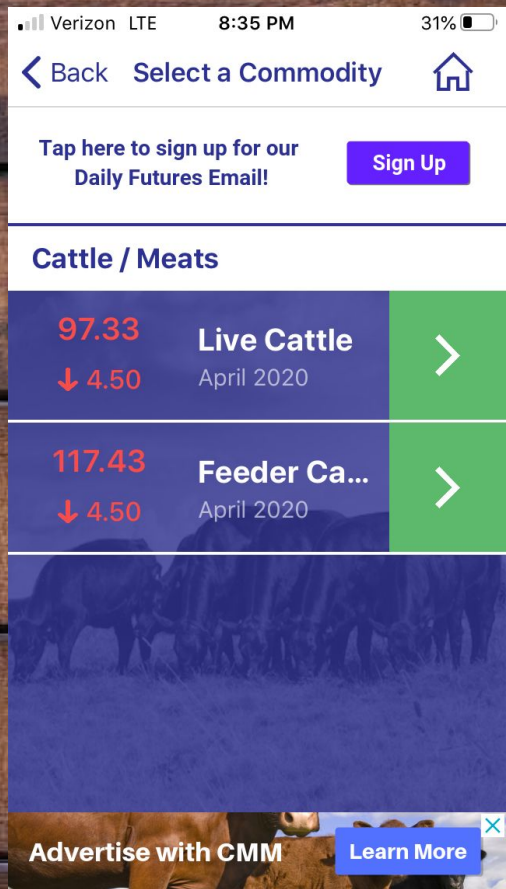 Verizon LTE 8:35 PM 31%
Back Select a Commodity
Tap here to sign up for our
Daily Futures Email!
Sign Up
Cattle / Meats
97.33
↓ 4.50
Live Cattle
April 2020
117.43
↓ 4.50
Feeder Ca...
April 2020
Advertise with CMM
Learn More